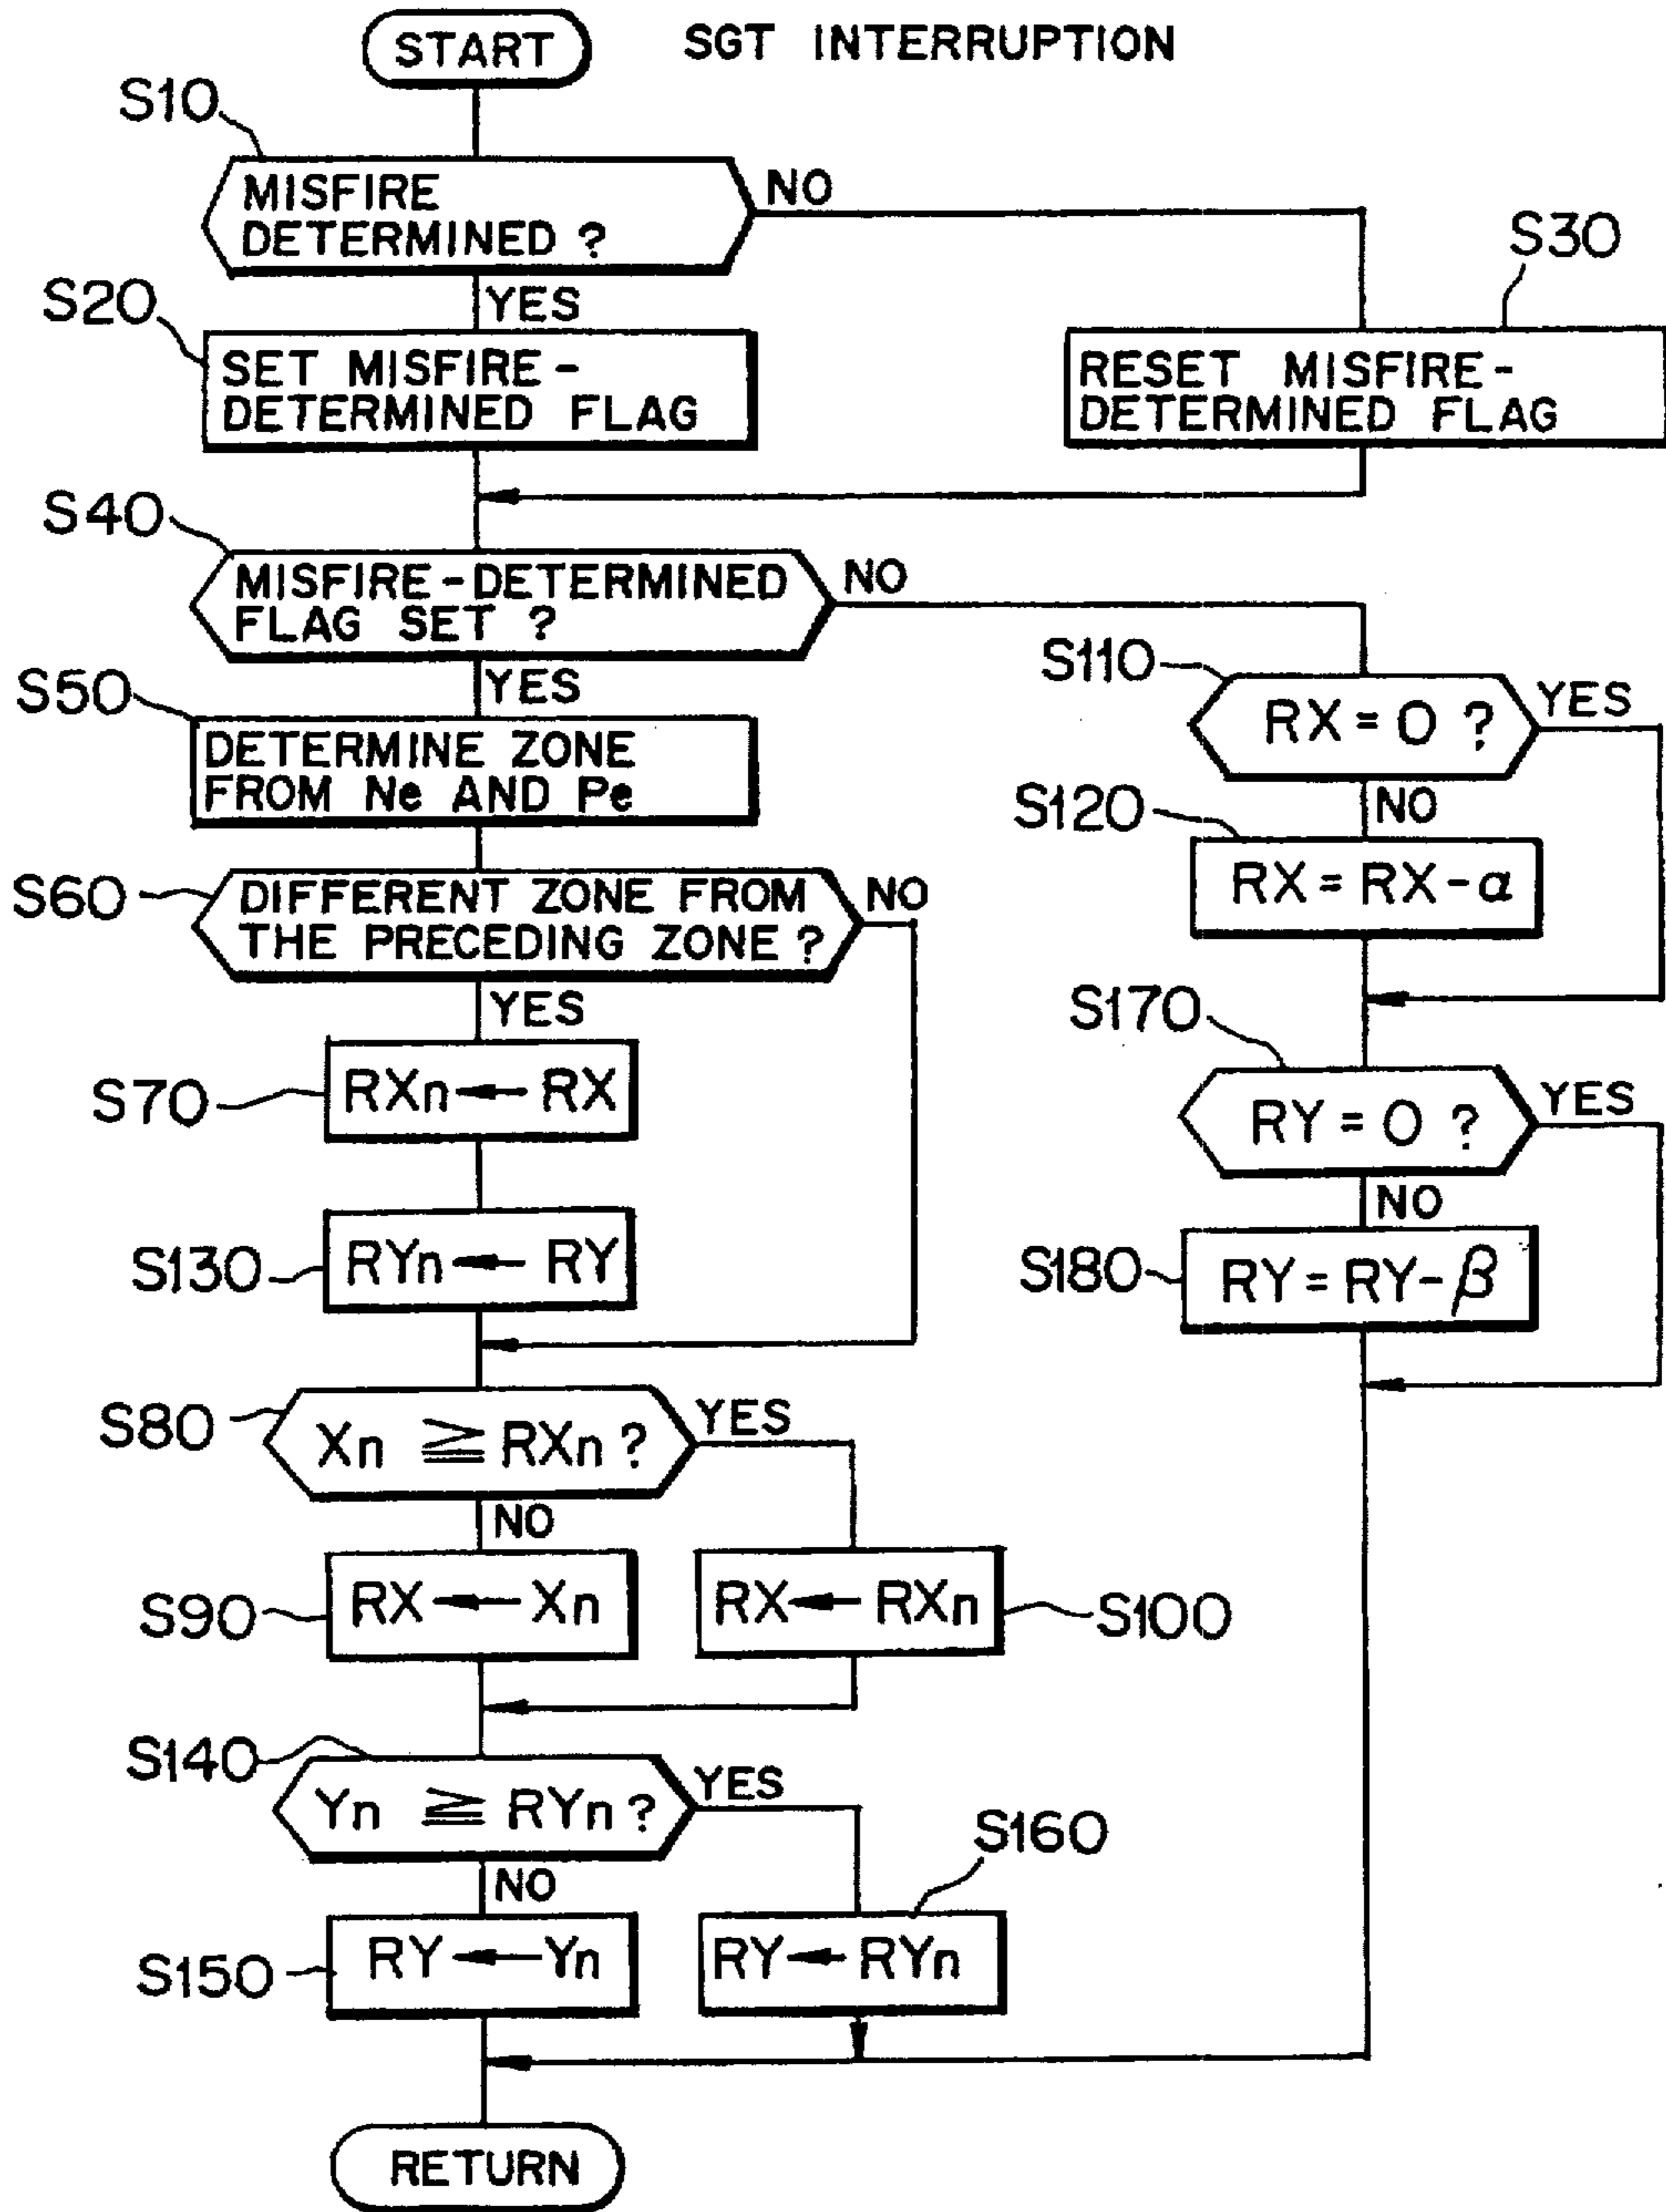 START
SGT INTERRUPTION
S10
MISFIRE
DETERMINED ?
NO
YES
S20
SET MISFIRE-
DETERMINED FLAG
S30
RESET MISFIRE-
DETERMINED FLAG
S40
MISFIRE-DETERMINED
FLAG SET ?
NO
YES
S50
DETERMINE ZONE
FROM Ne AND Pe
S110
RX = 0 ?
YES
NO
S120
RX = RX - α
S60
DIFFERENT ZONE FROM
THE PRECEDING ZONE ?
NO
YES
S70
RXn ← RX
S170
RY = 0 ?
YES
NO
S130
RYn ← RY
S180
RY = RY - β
S80
Xn ≧ RXn ?
YES
NO
S90
RX ← Xn
RX ← RXn
S100
S140
Yn ≧ RYn ?
YES
NO
S160
S150
RY ← Yn
RY ← RYn
RETURN